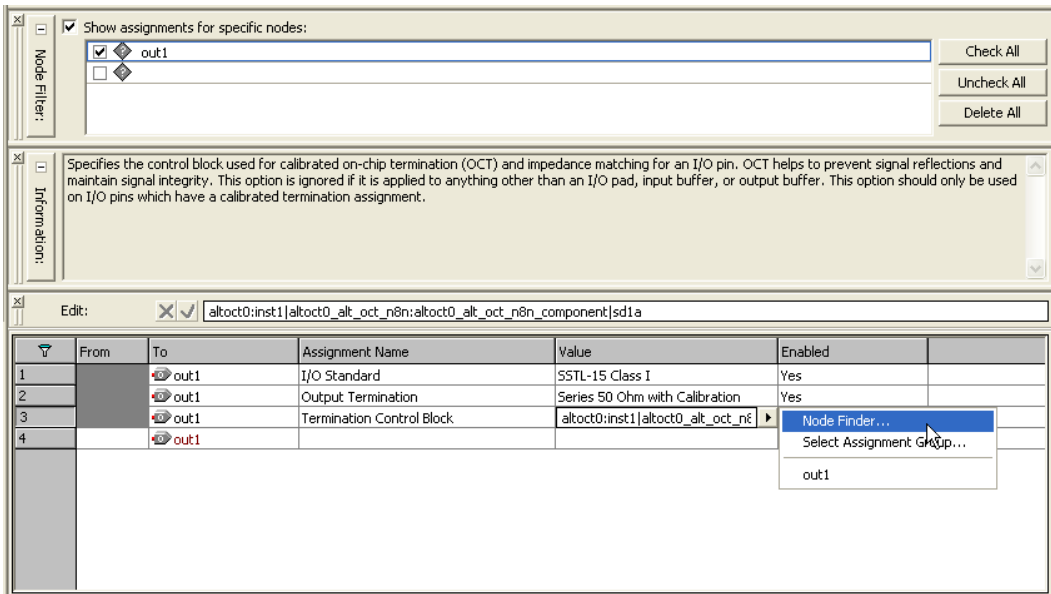 Show assignments for specific nodes:
Node Filter:
out1
Check All
Uncheck All
Delete All
Information:
Specifies the control block used for calibrated on-chip termination (OCT) and impedance matching for an I/O pin. OCT helps to prevent signal reflections and
maintain signal integrity. This option is ignored if it is applied to anything other than an I/O pad, input buffer, or output buffer. This option should only be used
on I/O pins which have a calibrated termination assignment.
Edit: altoct0:inst1|altoct0_alt_oct_n8n:altoct0_alt_oct_n8n_component|sd1a
From To Assignment Name Value Enabled
1 out1 I/O Standard SSTL-15 Class I Yes
2 out1 Output Termination Series 50 Ohm with Calibration Yes
3 out1 Termination Control Block altoct0:inst1|altoct0_alt_oct_n8
4 out1
Node Finder...
Select Assignment Group...
out1